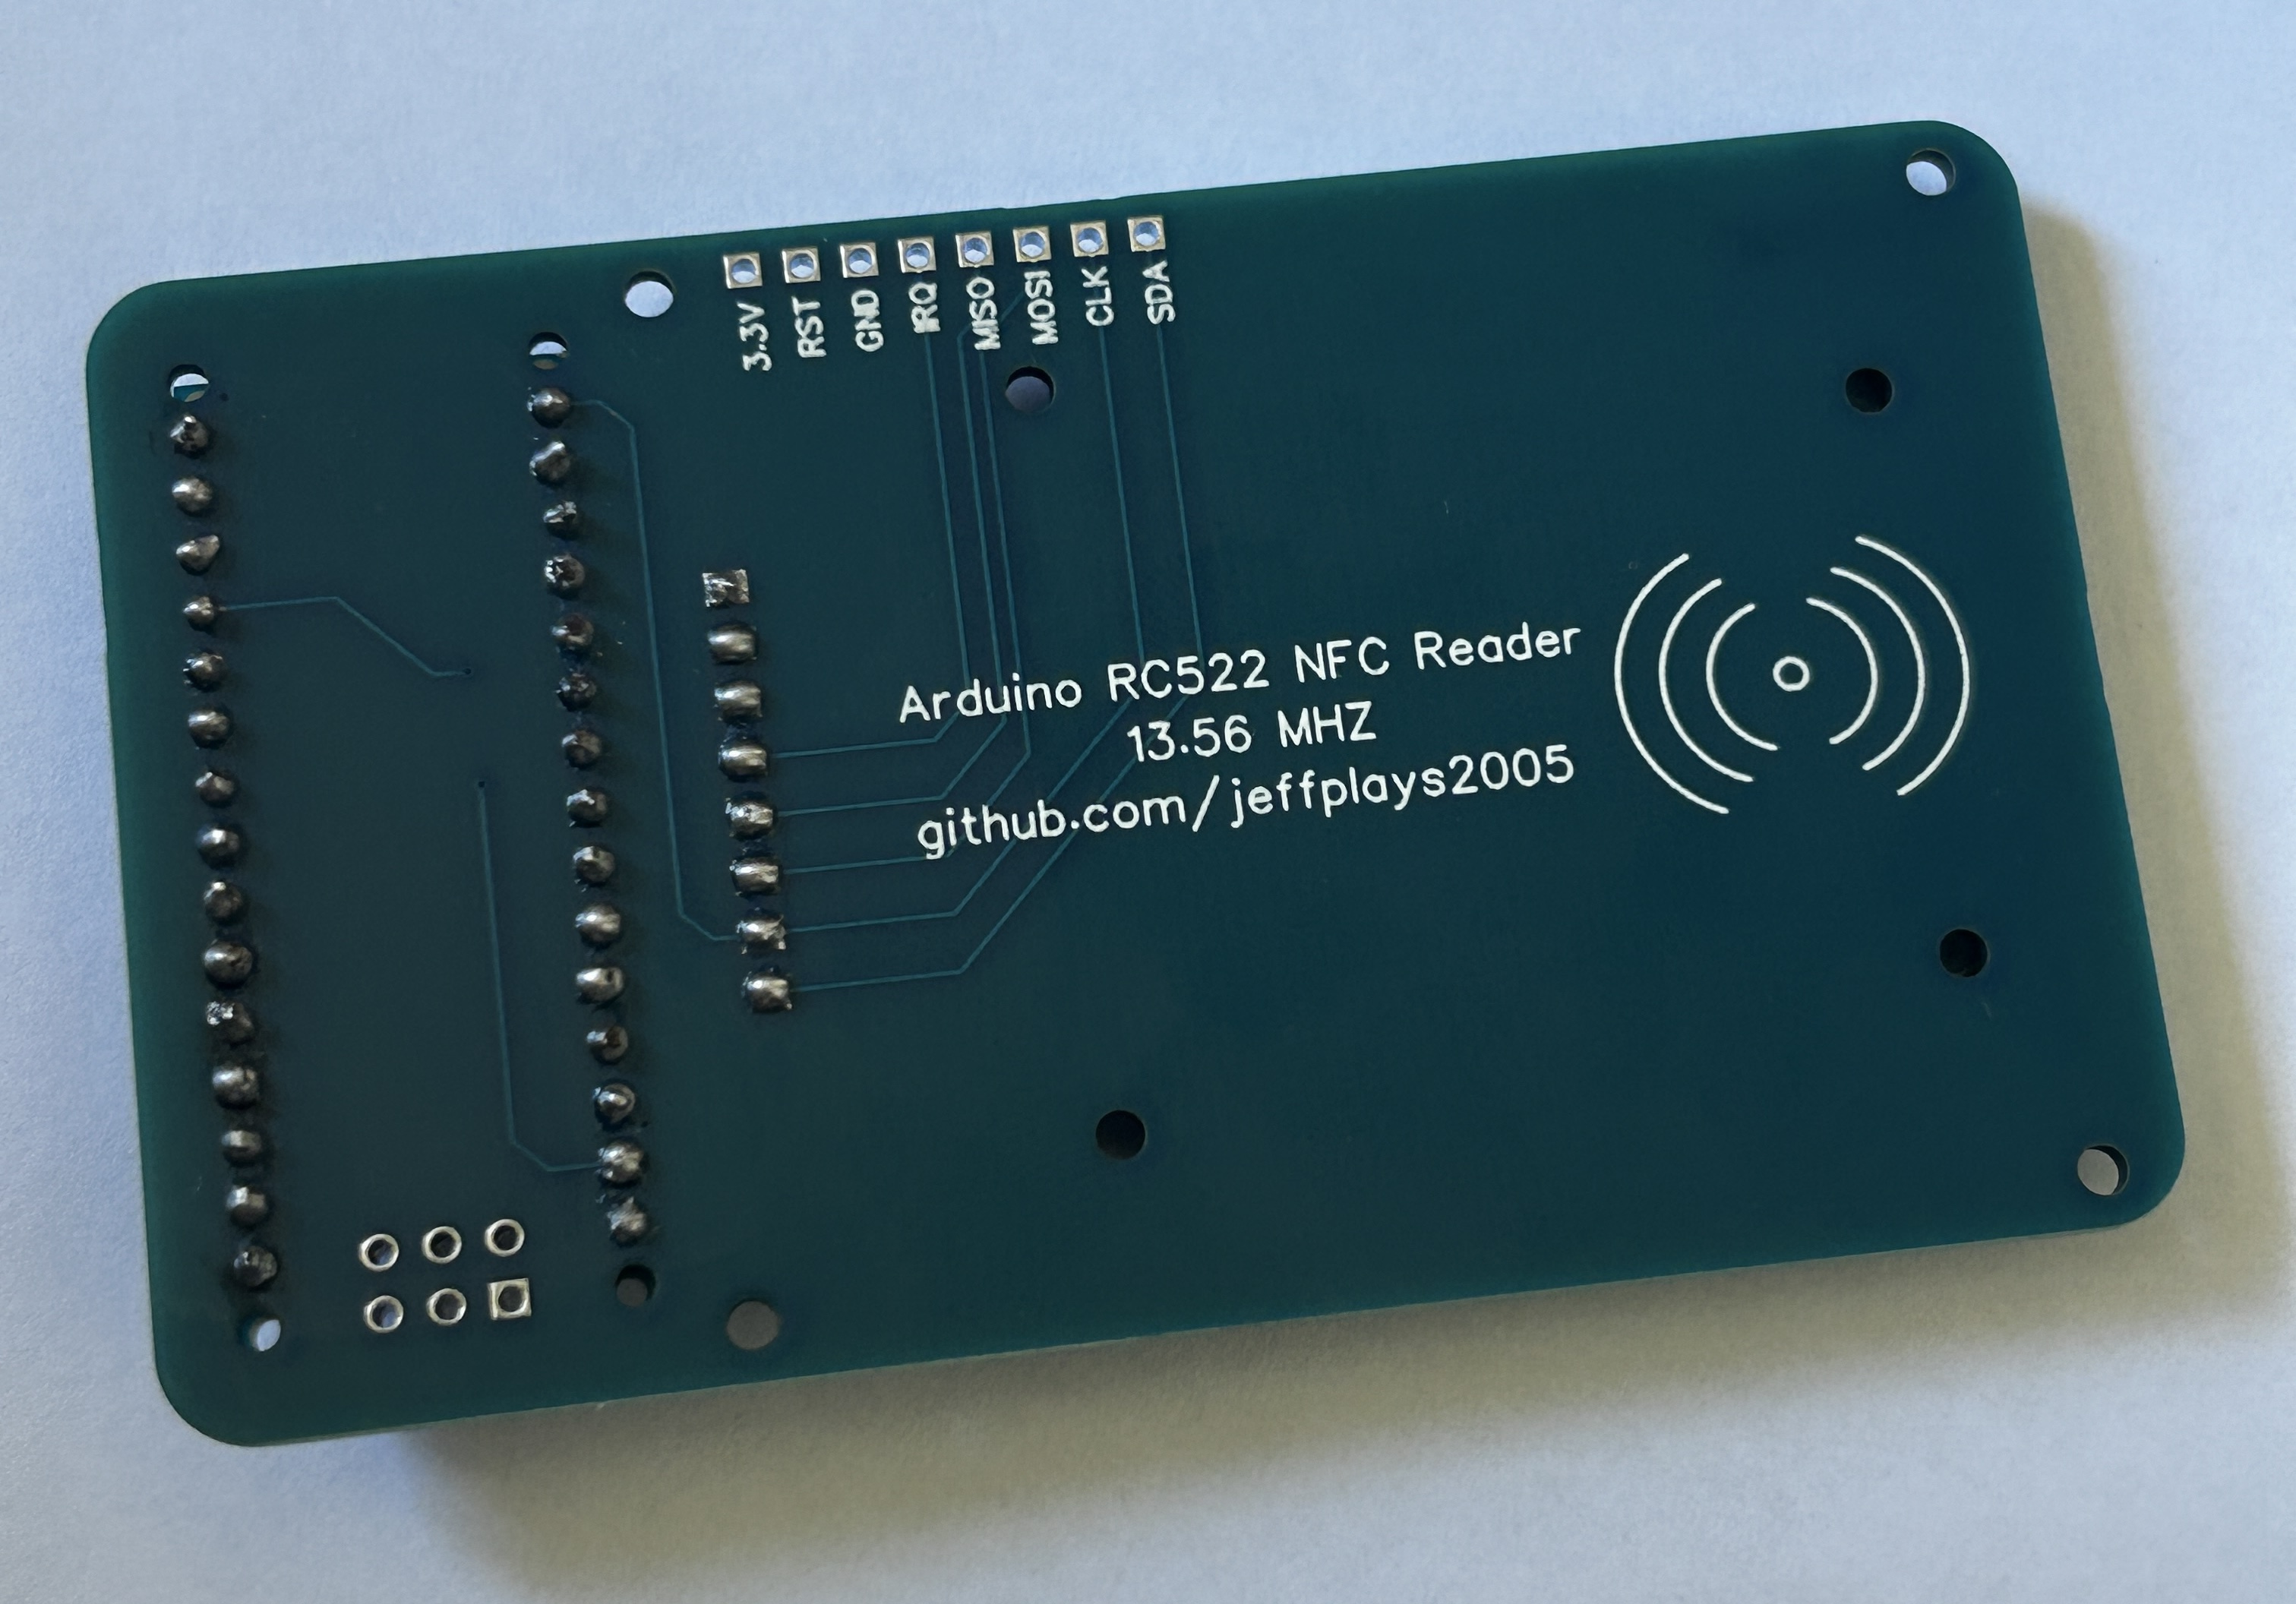 3.3V
RST
GND
IRQ
MISO
MOSI
CLK
SDA
Arduino RC522 NFC Reader
13.56 MHZ
github.com/jeffplays2005